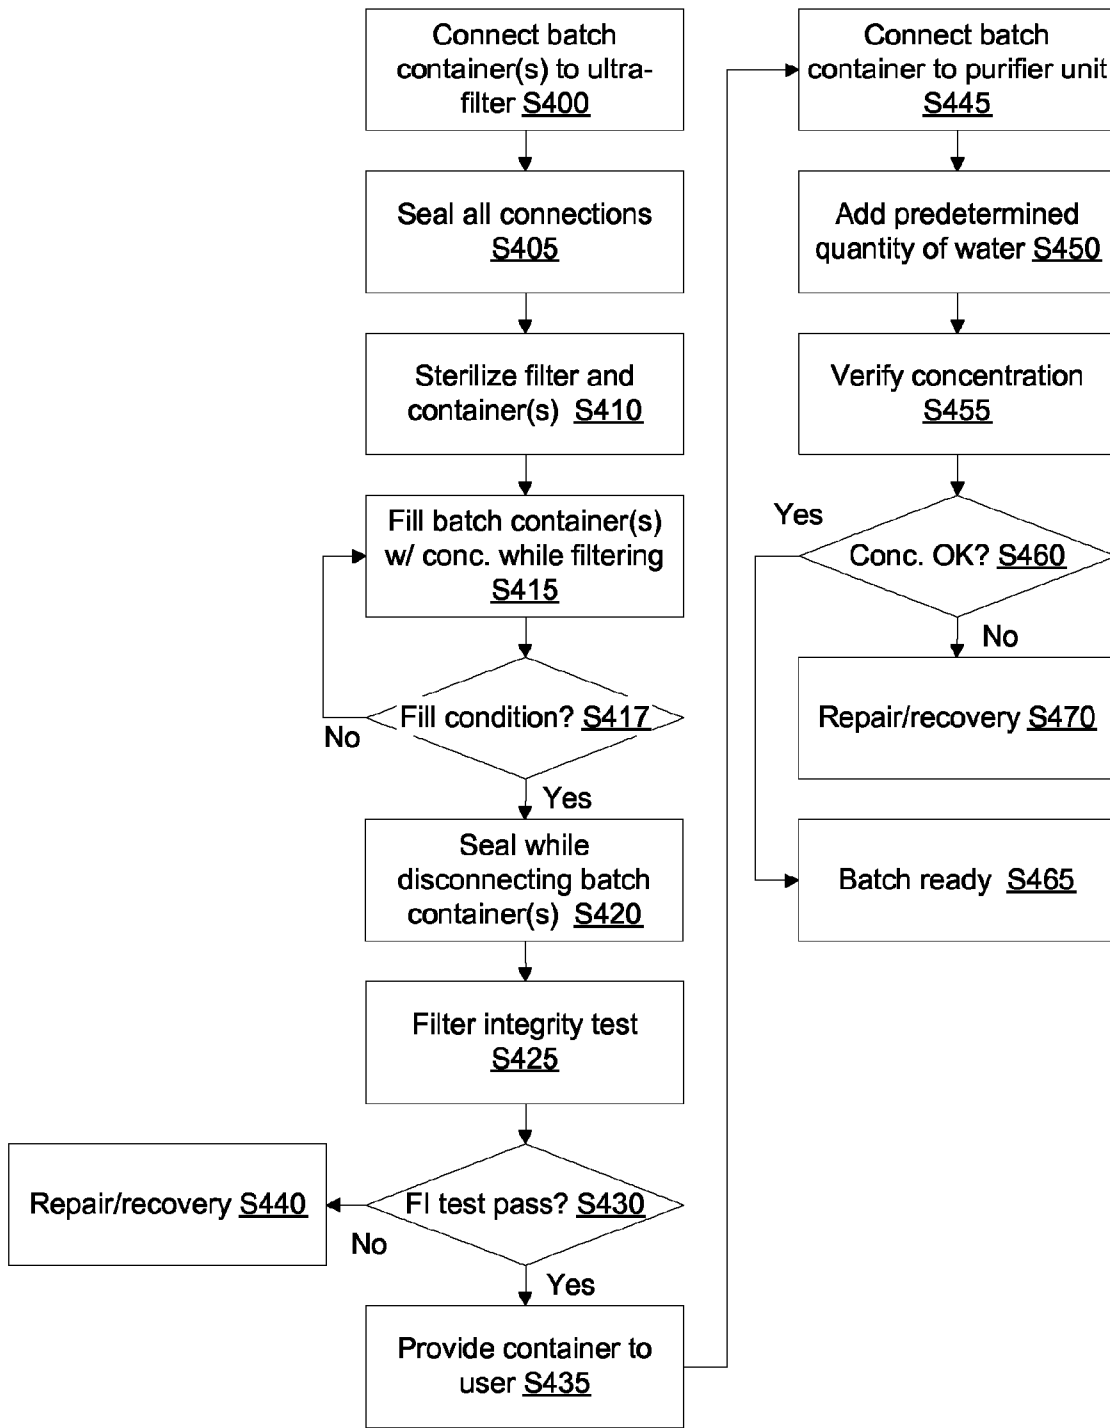 Connect batch
container(s) to ultra-
filter S400
Seal all connections
S405
Sterilize filter and
container(s) S410
Fill batch container(s)
w/ conc. while filtering
S415
Fill condition? S417
No
Yes
Seal while
disconnecting batch
container(s) S420
Filter integrity test
S425
FI test pass? S430
No
Repair/recovery S440
Yes
Provide container to
user S435
Connect batch
container to purifier unit
S445
Add predetermined
quantity of water S450
Verify concentration
S455
Yes
Conc. OK? S460
No
Repair/recovery S470
Batch ready S465